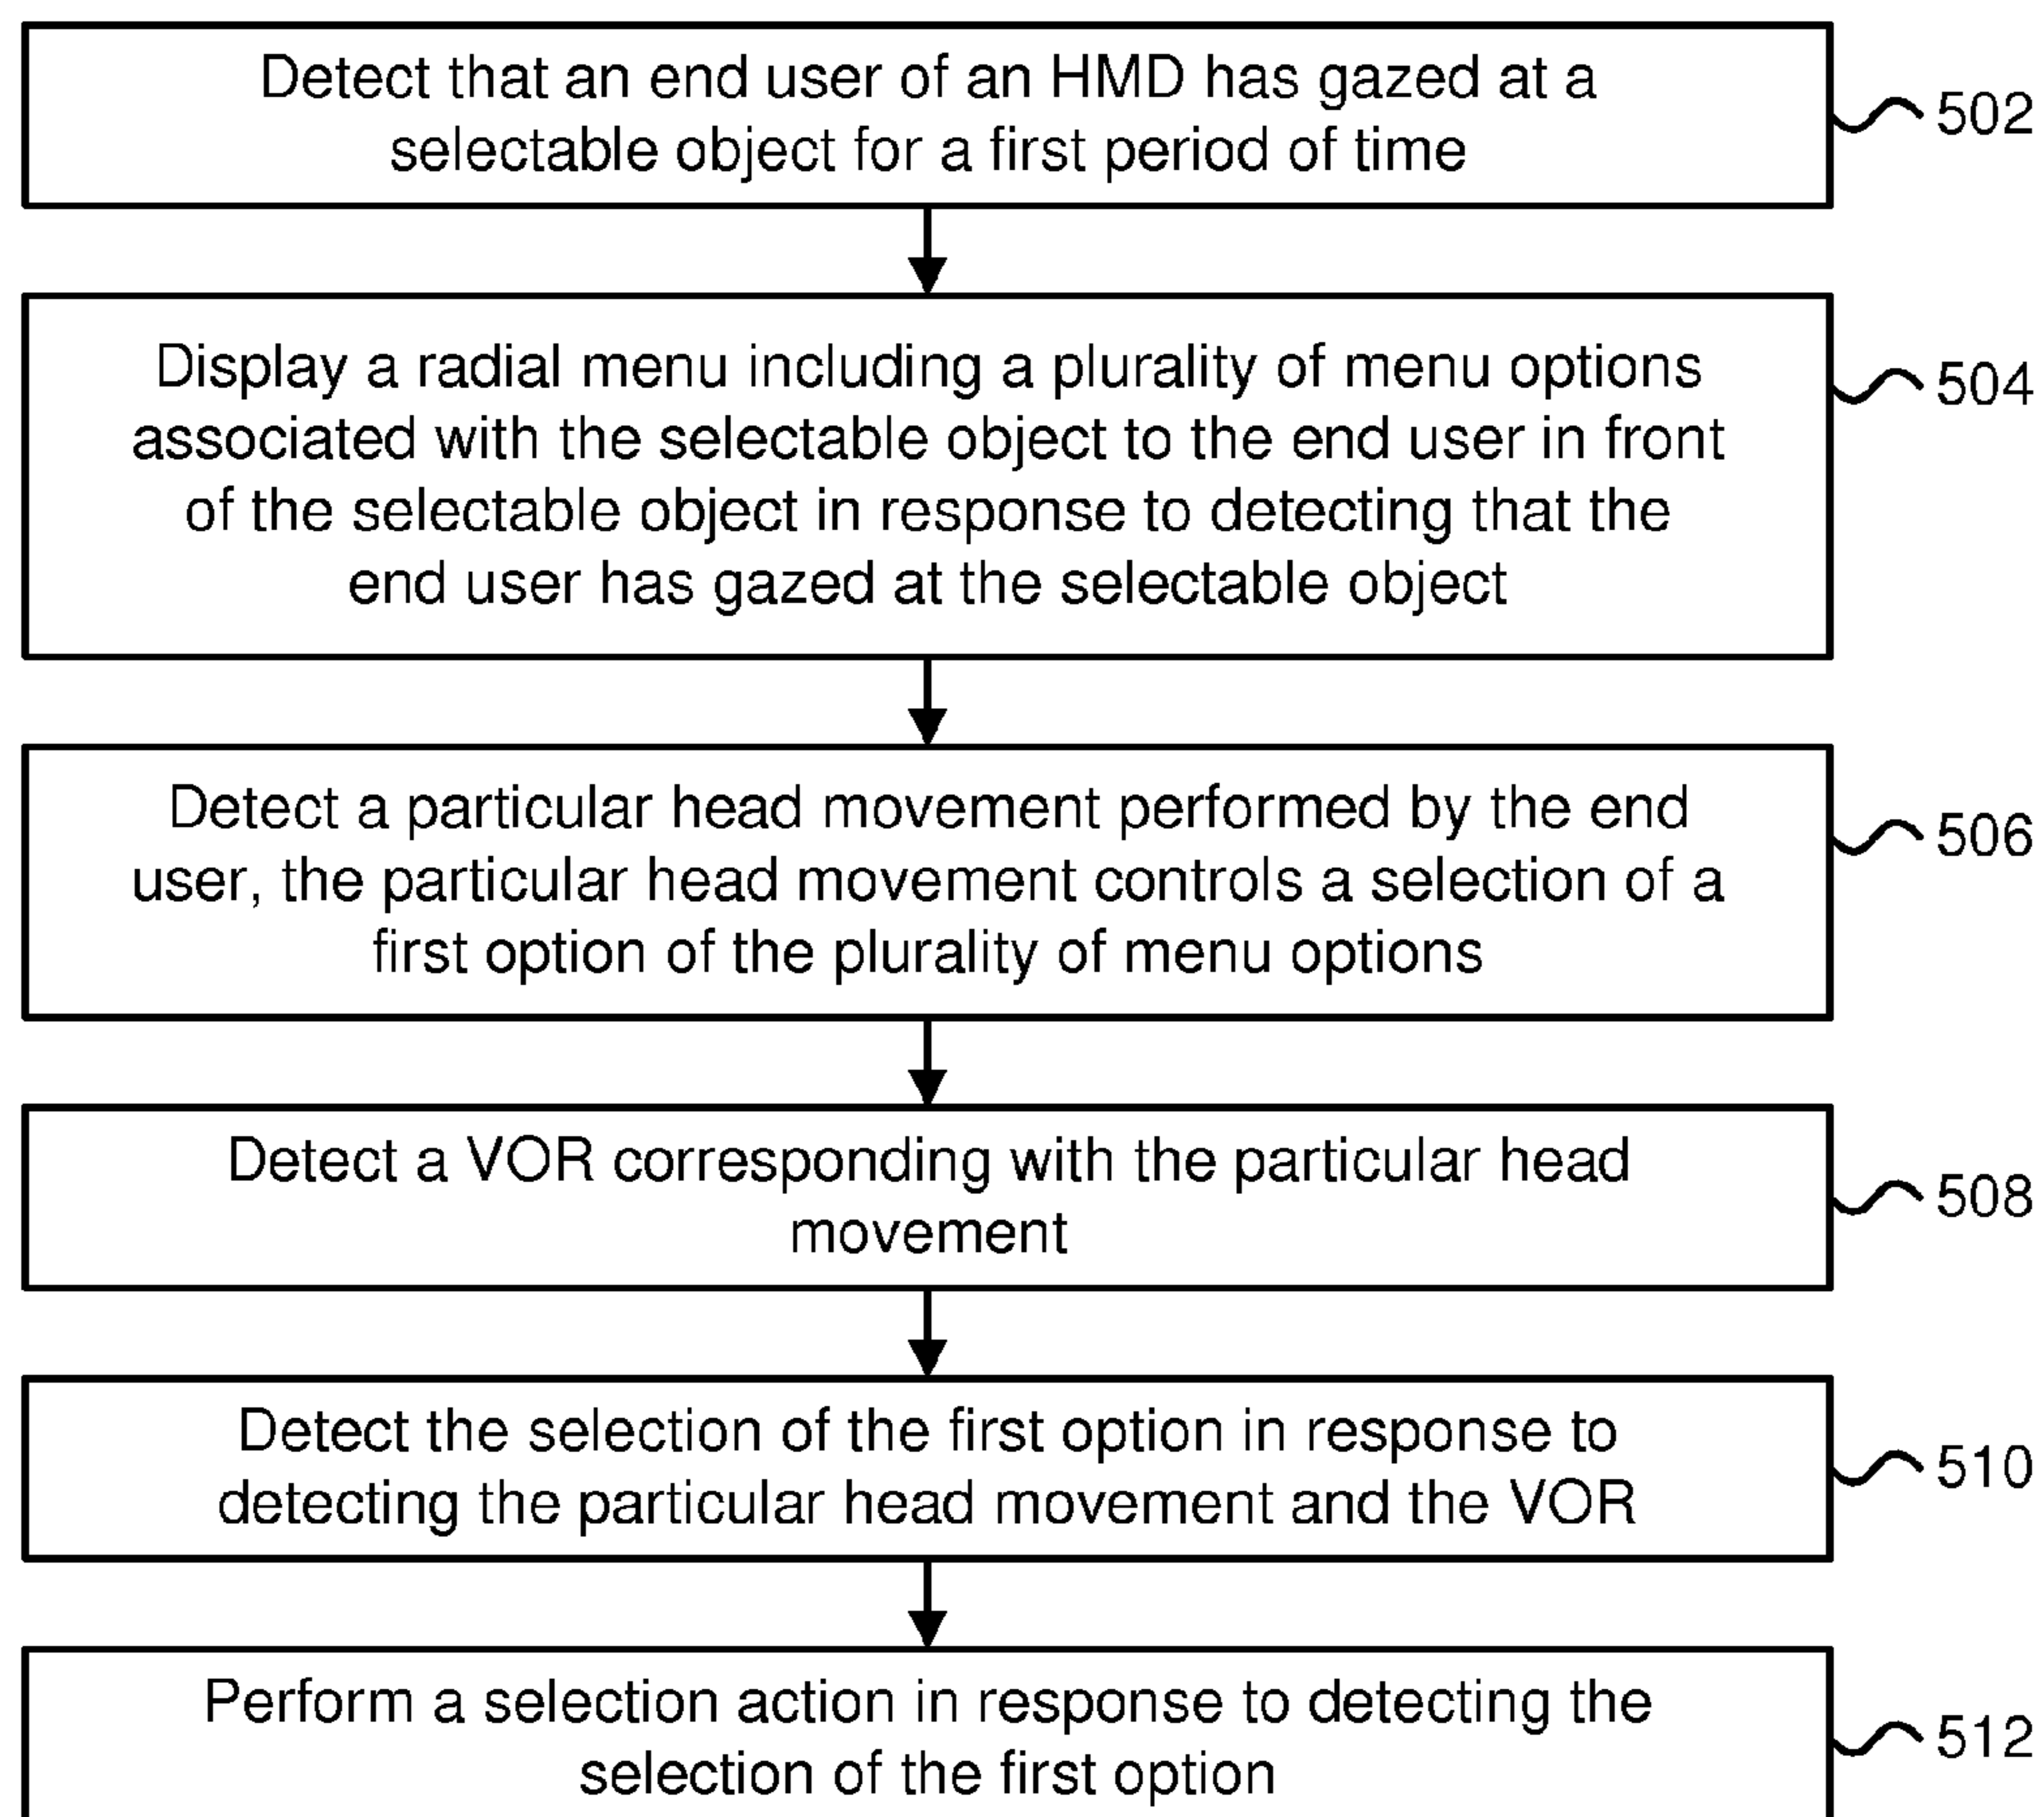 Detect that an end user of an HMD has gazed at a
selectable object for a first period of time
502
Display a radial menu including a plurality of menu options
associated with the selectable object to the end user in front
of the selectable object in response to detecting that the
end user has gazed at the selectable object
504
Detect a particular head movement performed by the end
user, the particular head movement controls a selection of a
first option of the plurality of menu options
506
Detect a VOR corresponding with the particular head
movement
508
Detect the selection of the first option in response to
detecting the particular head movement and the VOR
510
Perform a selection action in response to detecting the
selection of the first option
512